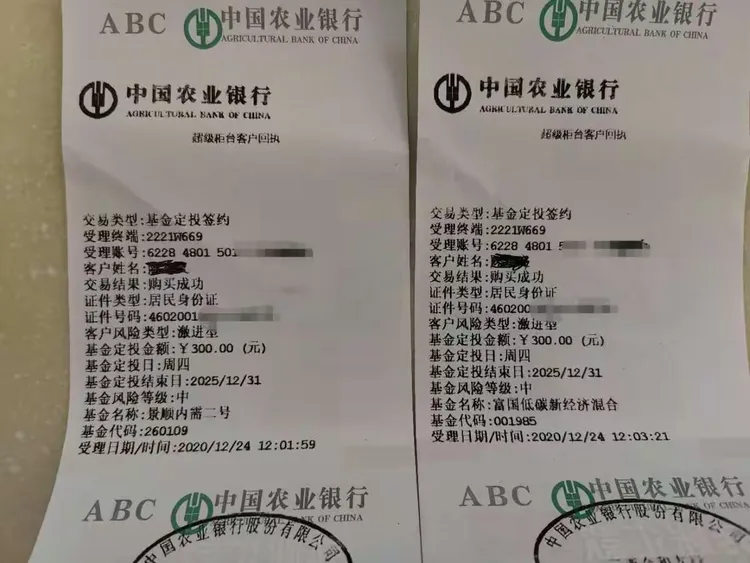 ABC 中国农业银行
AGRICULTURAL BANK OF CHINA
中国农业银行
AGRICULTURAL BANK OF CHINA
超级柜台客户回执
交易类型:基金定投签约
受理终端:2221W669
受理账号:6228 4801 501
客户姓名:
交易结果:购买成功
证件类型:居民身份证
证件号码:4602001
客户风险类型:激进型
基金定投金额:￥300.00 (元)
基金定投日:周四
基金定投结束日:2025/12/31
基金风险等级:中
基金名称:景顺内需二号
基金代码:260109
受理日期/时间:2020/12/24 12:01:59
ABC 中国农业银行
BANK OF CHINA
中国农业银行股份有限公司
ABC 中国农业银行
AGRICULTURAL BANK OF CHINA
中国农业银行
AGRICULTURAL BANK OF CHINA
超级柜台客户回执
交易类型:基金定投签约
受理终端:2221W669
受理账号:6228 4801 5
客户姓名:
交易结果:购买成功
证件类型:居民身份证
证件号码:460200
客户风险类型:激进型
基金定投金额:￥300.00 (元)
基金定投日:周四
基金定投结束日:2025/12/31
基金风险等级:中
基金名称:富国低碳新经济混合
基金代码:001985
受理日期/时间:2020/12/24 12:03:21
ABC 中国农业银行
中国农业银行股份有限公司